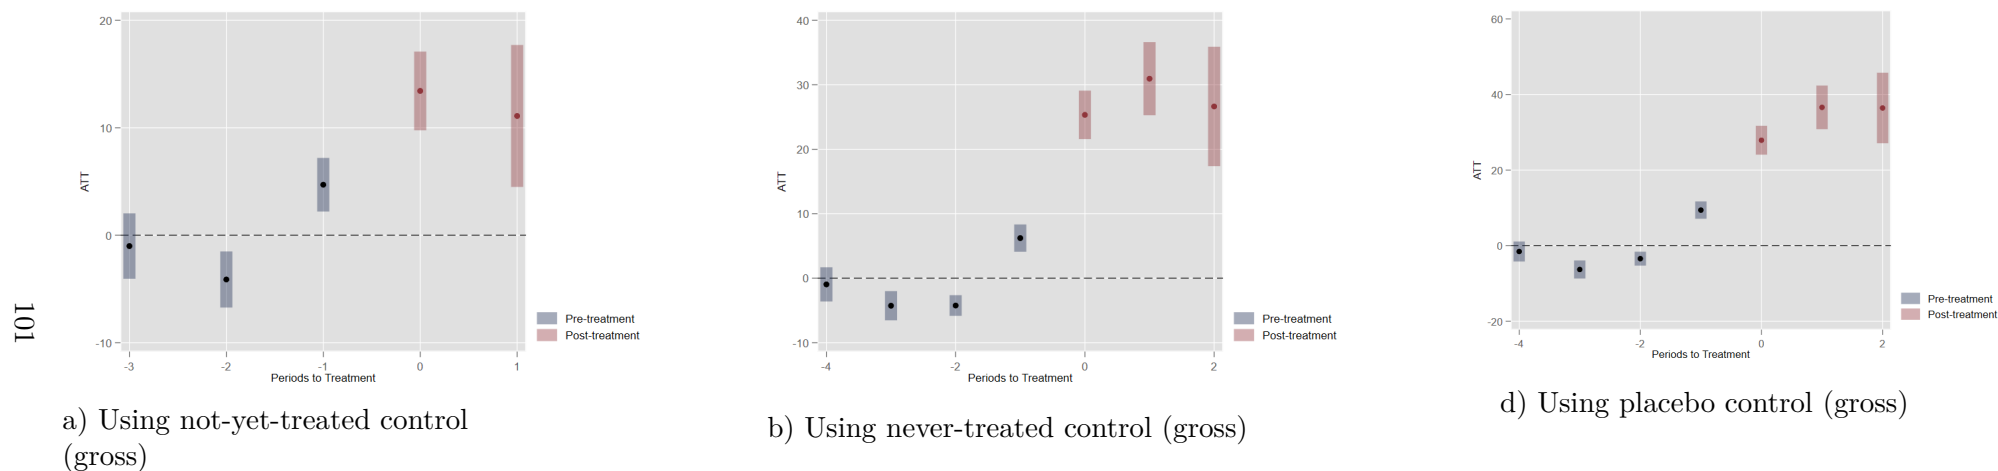 20
10
0
-10
ATT
-3
-2
-1
0
1
Periods to Treatment
Pre-treatment
Post-treatment
a) Using not-yet-treated control
(gross)
40
30
20
10
0
-10
ATT
-4
-2
0
2
Periods to Treatment
Pre-treatment
Post-treatment
b) Using never-treated control (gross)
60
40
20
0
-20
ATT
-4
-2
0
2
Periods to Treatment
Pre-treatment
Post-treatment
d) Using placebo control (gross)
101